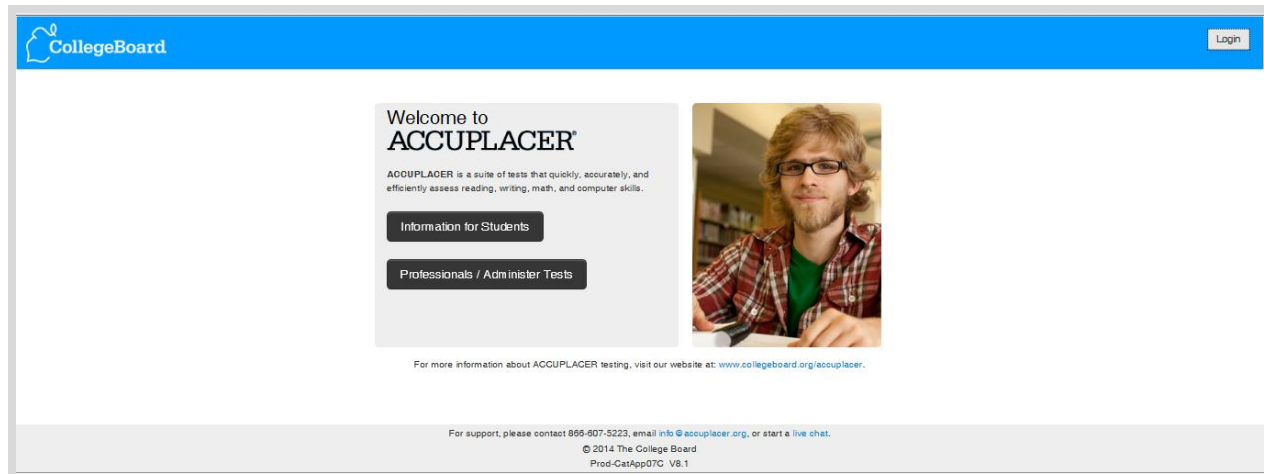 CollegeBoard
Login
Welcome to
ACCUPLACER®
ACCUPLACER is a suite of tests that quickly, accurately, and
efficiently assess reading, writing, math, and computer skills.
Information for Students
Professionals / Administer Tests
For more information about ACCUPLACER testing, visit our website at: www.collegeboard.org/accuplacer.
For support, please contact 866-607-5223, email info@accuplacer.org, or start a live chat.
© 2014 The College Board
Prod-CatApp07C V8.1